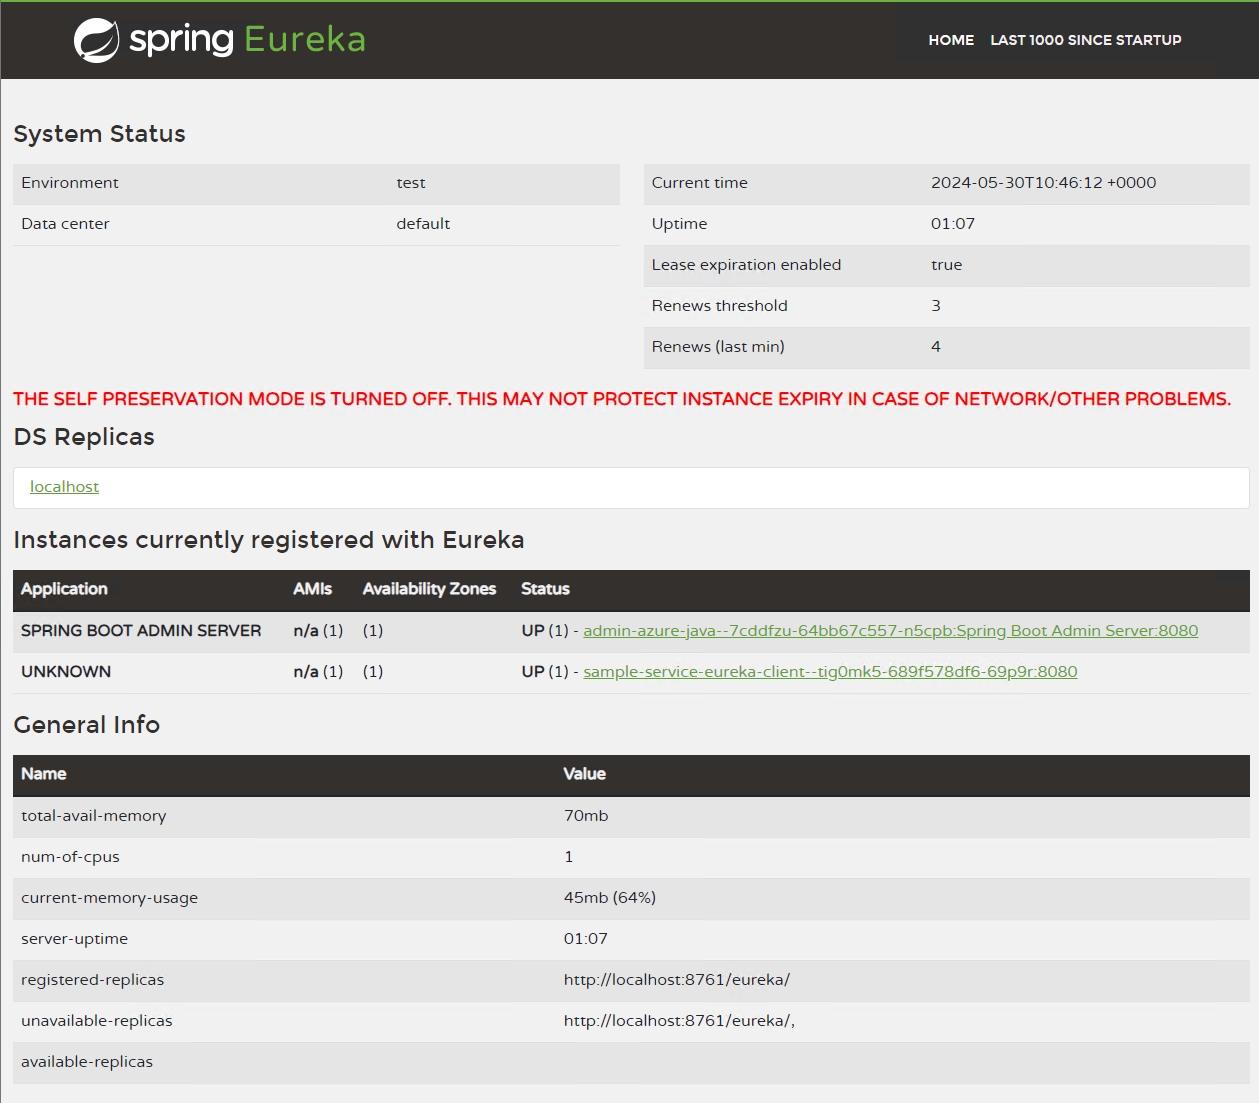 spring Eureka
HOME LAST 1000 SINCE STARTUP
System Status
Environment test
Data center default
Current time 2024-05-30T10:46:12 +0000
Uptime 01:07
Lease expiration enabled true
Renews threshold 3
Renews (last min) 4
THE SELF PRESERVATION MODE IS TURNED OFF. THIS MAY NOT PROTECT INSTANCE EXPIRY IN CASE OF NETWORK/OTHER PROBLEMS.
DS Replicas
localhost
Instances currently registered with Eureka
Application AMIs Availability Zones Status
SPRING BOOT ADMIN SERVER n/a (1) (1) UP (1) - admin-azure-java--7cddfzu-64bb67c557-n5cpb:Spring Boot Admin Server:8080
UNKNOWN n/a (1) (1) UP (1) - sample-service-eureka-client--tig0mk5-689f578df6-69p9r:8080
General Info
Name Value
total-avail-memory 70mb
num-of-cpus 1
current-memory-usage 45mb (64%)
server-uptime 01:07
registered-replicas http://localhost:8761/eureka/
unavailable-replicas http://localhost:8761/eureka/,
available-replicas